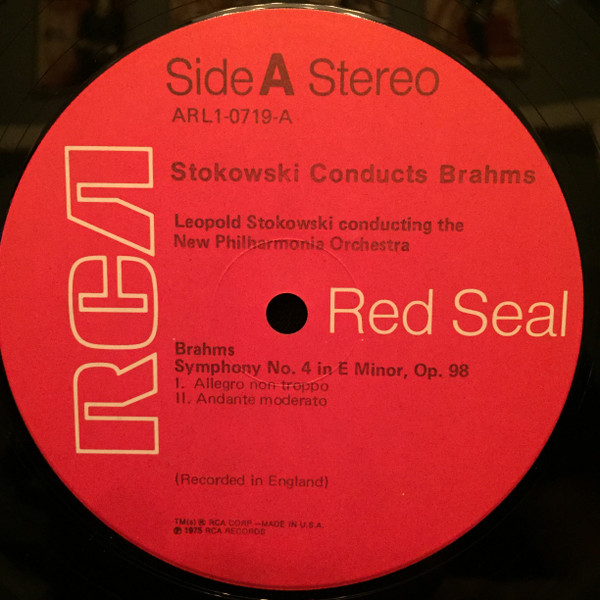 Side A Stereo
ARL1-0719-A
Stokowski Conducts Brahms
Leopold Stokowski conducting the
New Philharmonia Orchestra
RCA
Red Seal
Brahms
Symphony No. 4 in E Minor, Op. 98
I. Allegro non troppo
II. Andante moderato
(Recorded in England)
TM(s) ® RCA CORP.—MADE IN U.S.A.
℗ 1975 RCA RECORDS